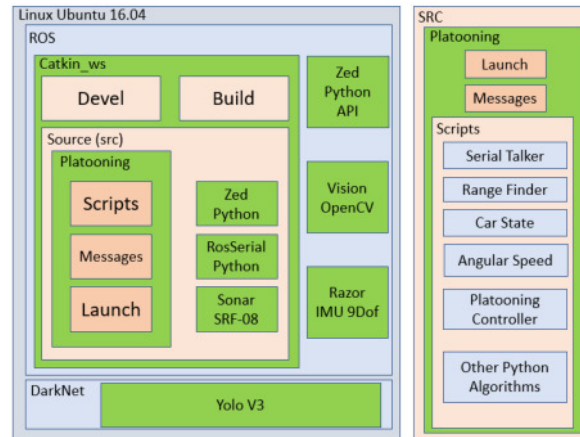 Linux Ubuntu 16.04
ROS
Catkin_ws
Devel
Build
Source (src)
Platooning
Scripts
Messages
Launch
Zed
Python
RosSerial
Python
Sonar
SRF-08
Zed
Python
API
Vision
OpenCV
Razor
IMU 9Dof
DarkNet
Yolo V3
SRC
Platooning
Launch
Messages
Scripts
Serial Talker
Range Finder
Car State
Angular Speed
Platooning
Controller
Other Python
Algorithms